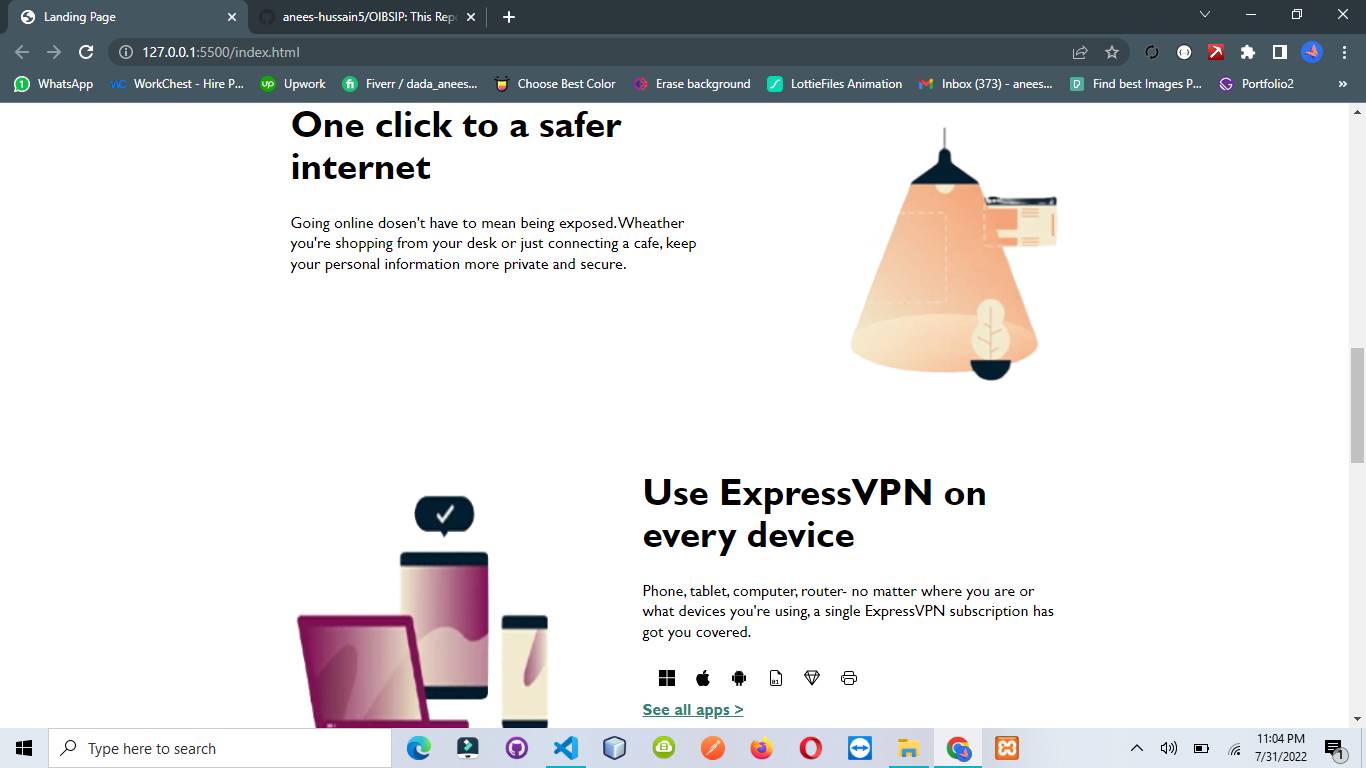 Landing Page
anees-hussain5/OIBSIP: This Repo
127.0.0.1:5500/index.html
WhatsApp
WorkChest - Hire P...
Upwork
Fiverr / dada_anees...
Choose Best Color
Erase background
LottieFiles Animation
Inbox (373) - anees...
Find best Images P...
Portfolio2
»
One click to a safer
internet
Going online dosen't have to mean being exposed.Wheather
you're shopping from your desk or just connecting a cafe, keep
your personal information more private and secure.
Use ExpressVPN on
every device
Phone, tablet, computer, router- no matter where you are or
what devices you're using, a single ExpressVPN subscription has
got you covered.
See all apps >
Type here to search
11:04 PM
7/31/2022
1